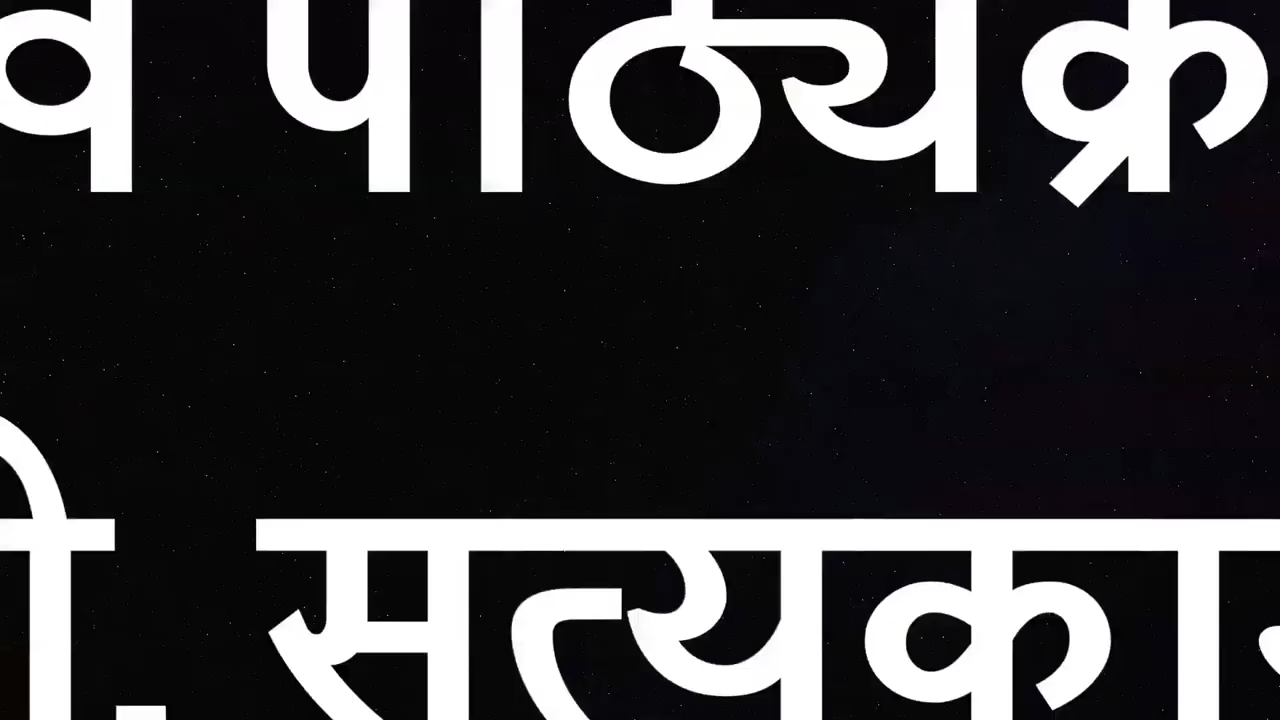 व पाठ्यक्र
ी. सत्यका